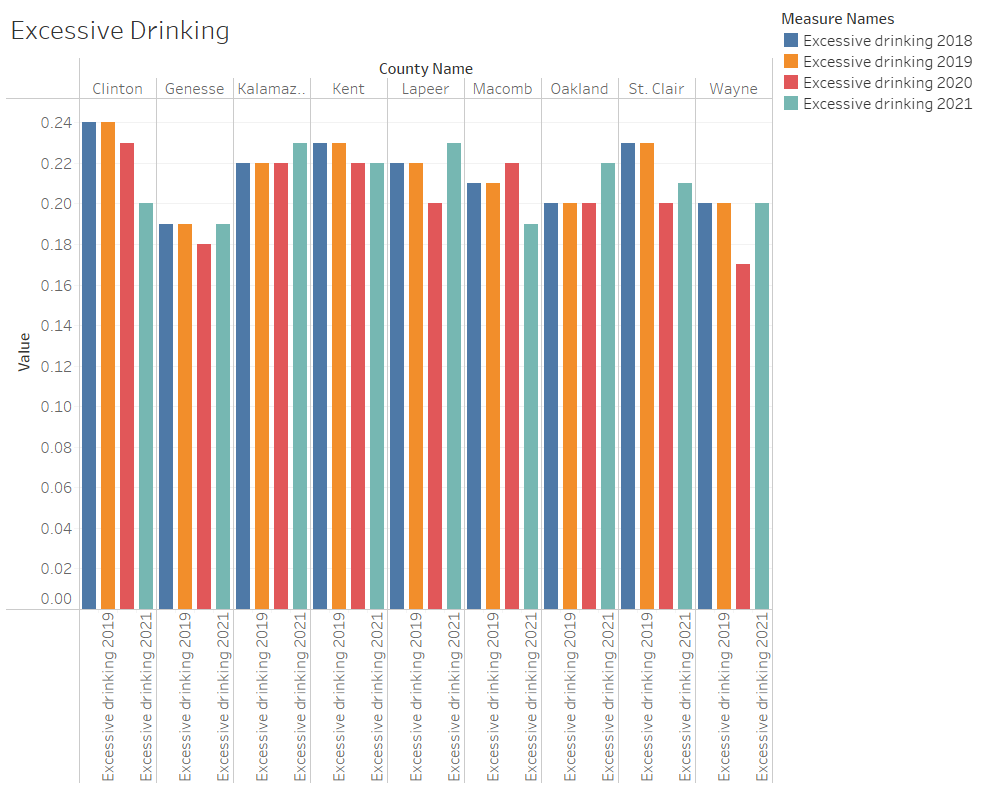 Excessive Drinking
Measure Names
Excessive drinking 2018
Excessive drinking 2019
Excessive drinking 2020
Excessive drinking 2021
County Name
Clinton Genesse Kalamaz.. Kent Lapeer Macomb Oakland St. Clair Wayne
Value
0.24
0.22
0.20
0.18
0.16
0.14
0.12
0.10
0.08
0.06
0.04
0.02
0.00
Excessive drinking 2019
Excessive drinking 2021
Excessive drinking 2019
Excessive drinking 2021
Excessive drinking 2019
Excessive drinking 2021
Excessive drinking 2019
Excessive drinking 2021
Excessive drinking 2019
Excessive drinking 2021
Excessive drinking 2019
Excessive drinking 2021
Excessive drinking 2019
Excessive drinking 2021
Excessive drinking 2019
Excessive drinking 2021
Excessive drinking 2019
Excessive drinking 2021